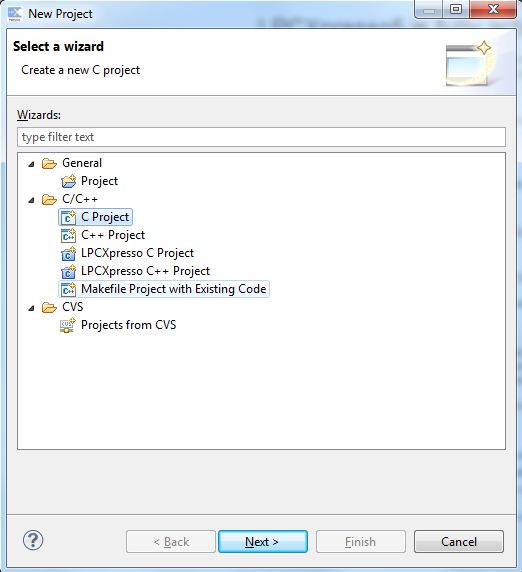 New Project
Select a wizard
Create a new C project
Wizards:
type filter text
General
Project
C/C++
C Project
C++ Project
LPCXpresso C Project
LPCXpresso C++ Project
Makefile Project with Existing Code
CVS
Projects from CVS
< Back
Next >
Finish
Cancel